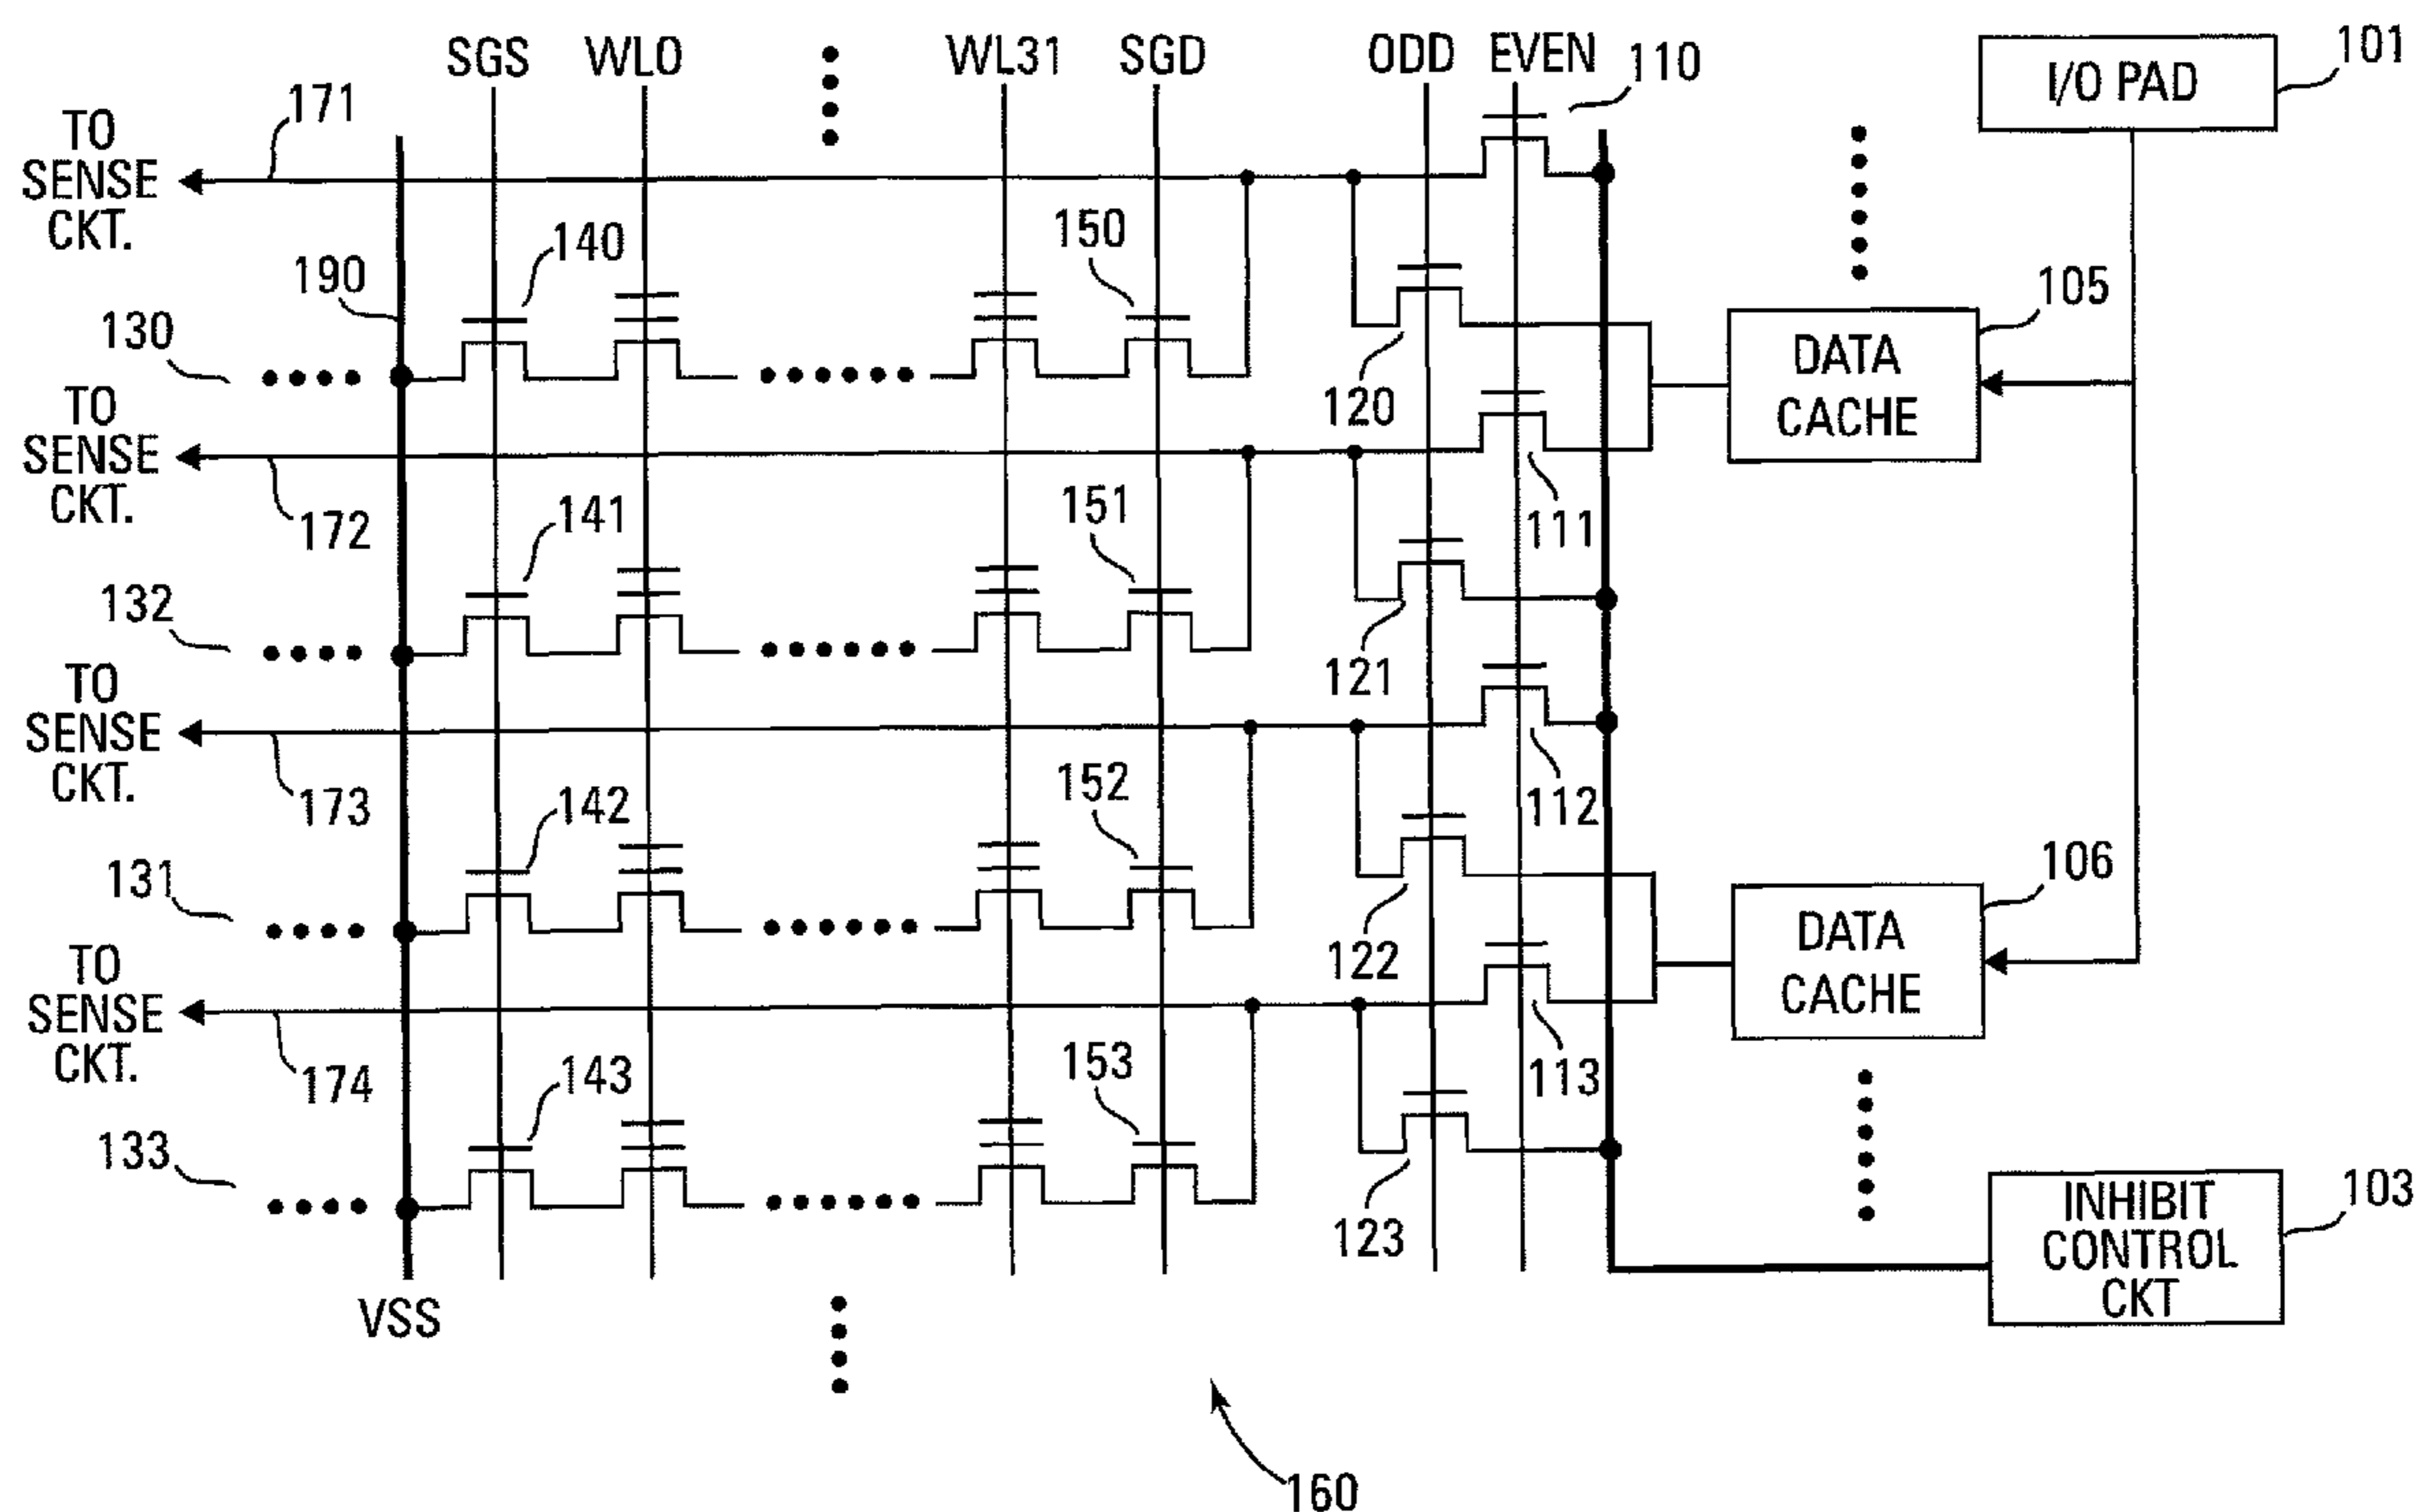 SGS WL0 WL31 SGD ODD EVEN 110
I/O PAD 101
TO
SENSE
CKT.
171
190 140 150
130 120
DATA
CACHE
105
TO
SENSE
CKT.
172
141 151 111
132 121
TO
SENSE
CKT.
173
142 152 112
131 122
DATA
CACHE
106
TO
SENSE
CKT.
174
143 153 113
133 123
INHIBIT
CONTROL
CKT
103
VSS
160